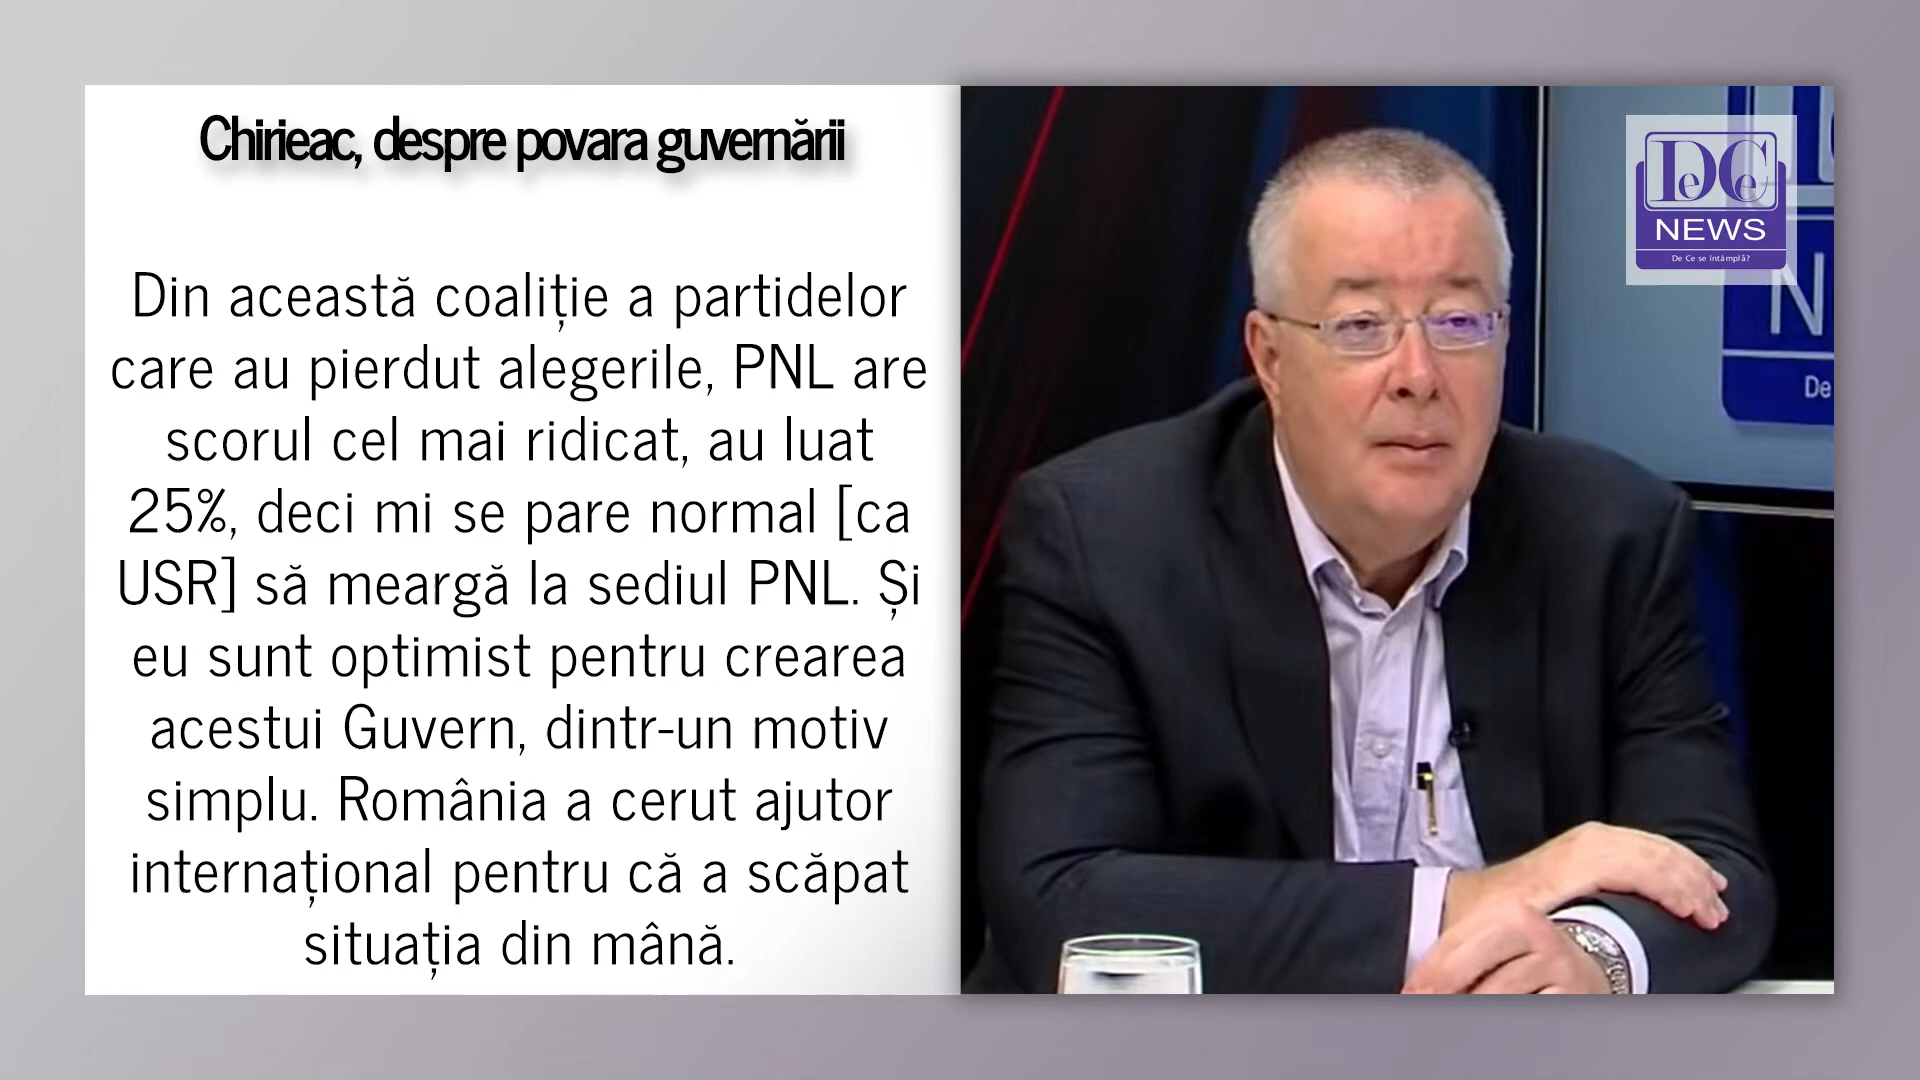 Chirieac, despre povara guvernării
Din această coaliție a partidelor
care au pierdut alegerile, PNL are
scorul cel mai ridicat, au luat
25%, deci mi se pare normal [ca
USR] să meargă la sediul PNL. Și
eu sunt optimist pentru crearea
acestui Guvern, dintr-un motiv
simplu. România a cerut ajutor
internațional pentru că a scăpat
situația din mână.
DeCe
NEWS
De Ce se întâmplă?
N
De